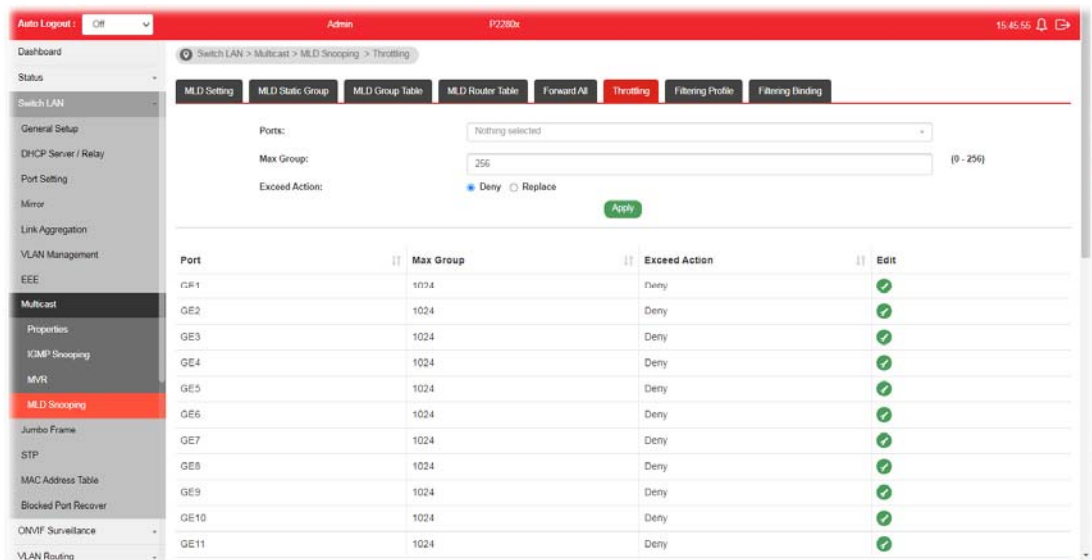 Auto Logout : Off Admin P2280x 15:45:55
Dashboard
Status
Switch LAN
General Setup
DHCP Server / Relay
Port Setting
Mirror
Link Aggregation
VLAN Management
EEE
Multicast
Properties
IGMP Snooping
MVR
MLD Snooping
Jumbo Frame
STP
MAC Address Table
Blocked Port Recover
ONVIF Surveillance
VLAN Routing
Switch LAN > Multicast > MLD Snooping > Throttling
MLD Setting MLD Static Group MLD Group Table MLD Router Table Forward All Throttling Filtering Profile Filtering Binding
Ports: Nothing selected
Max Group: 256 (0 - 256)
Exceed Action: Deny Replace
Apply
Port Max Group Exceed Action Edit
GE1 1024 Deny
GE2 1024 Deny
GE3 1024 Deny
GE4 1024 Deny
GE5 1024 Deny
GE6 1024 Deny
GE7 1024 Deny
GE8 1024 Deny
GE9 1024 Deny
GE10 1024 Deny
GE11 1024 Deny